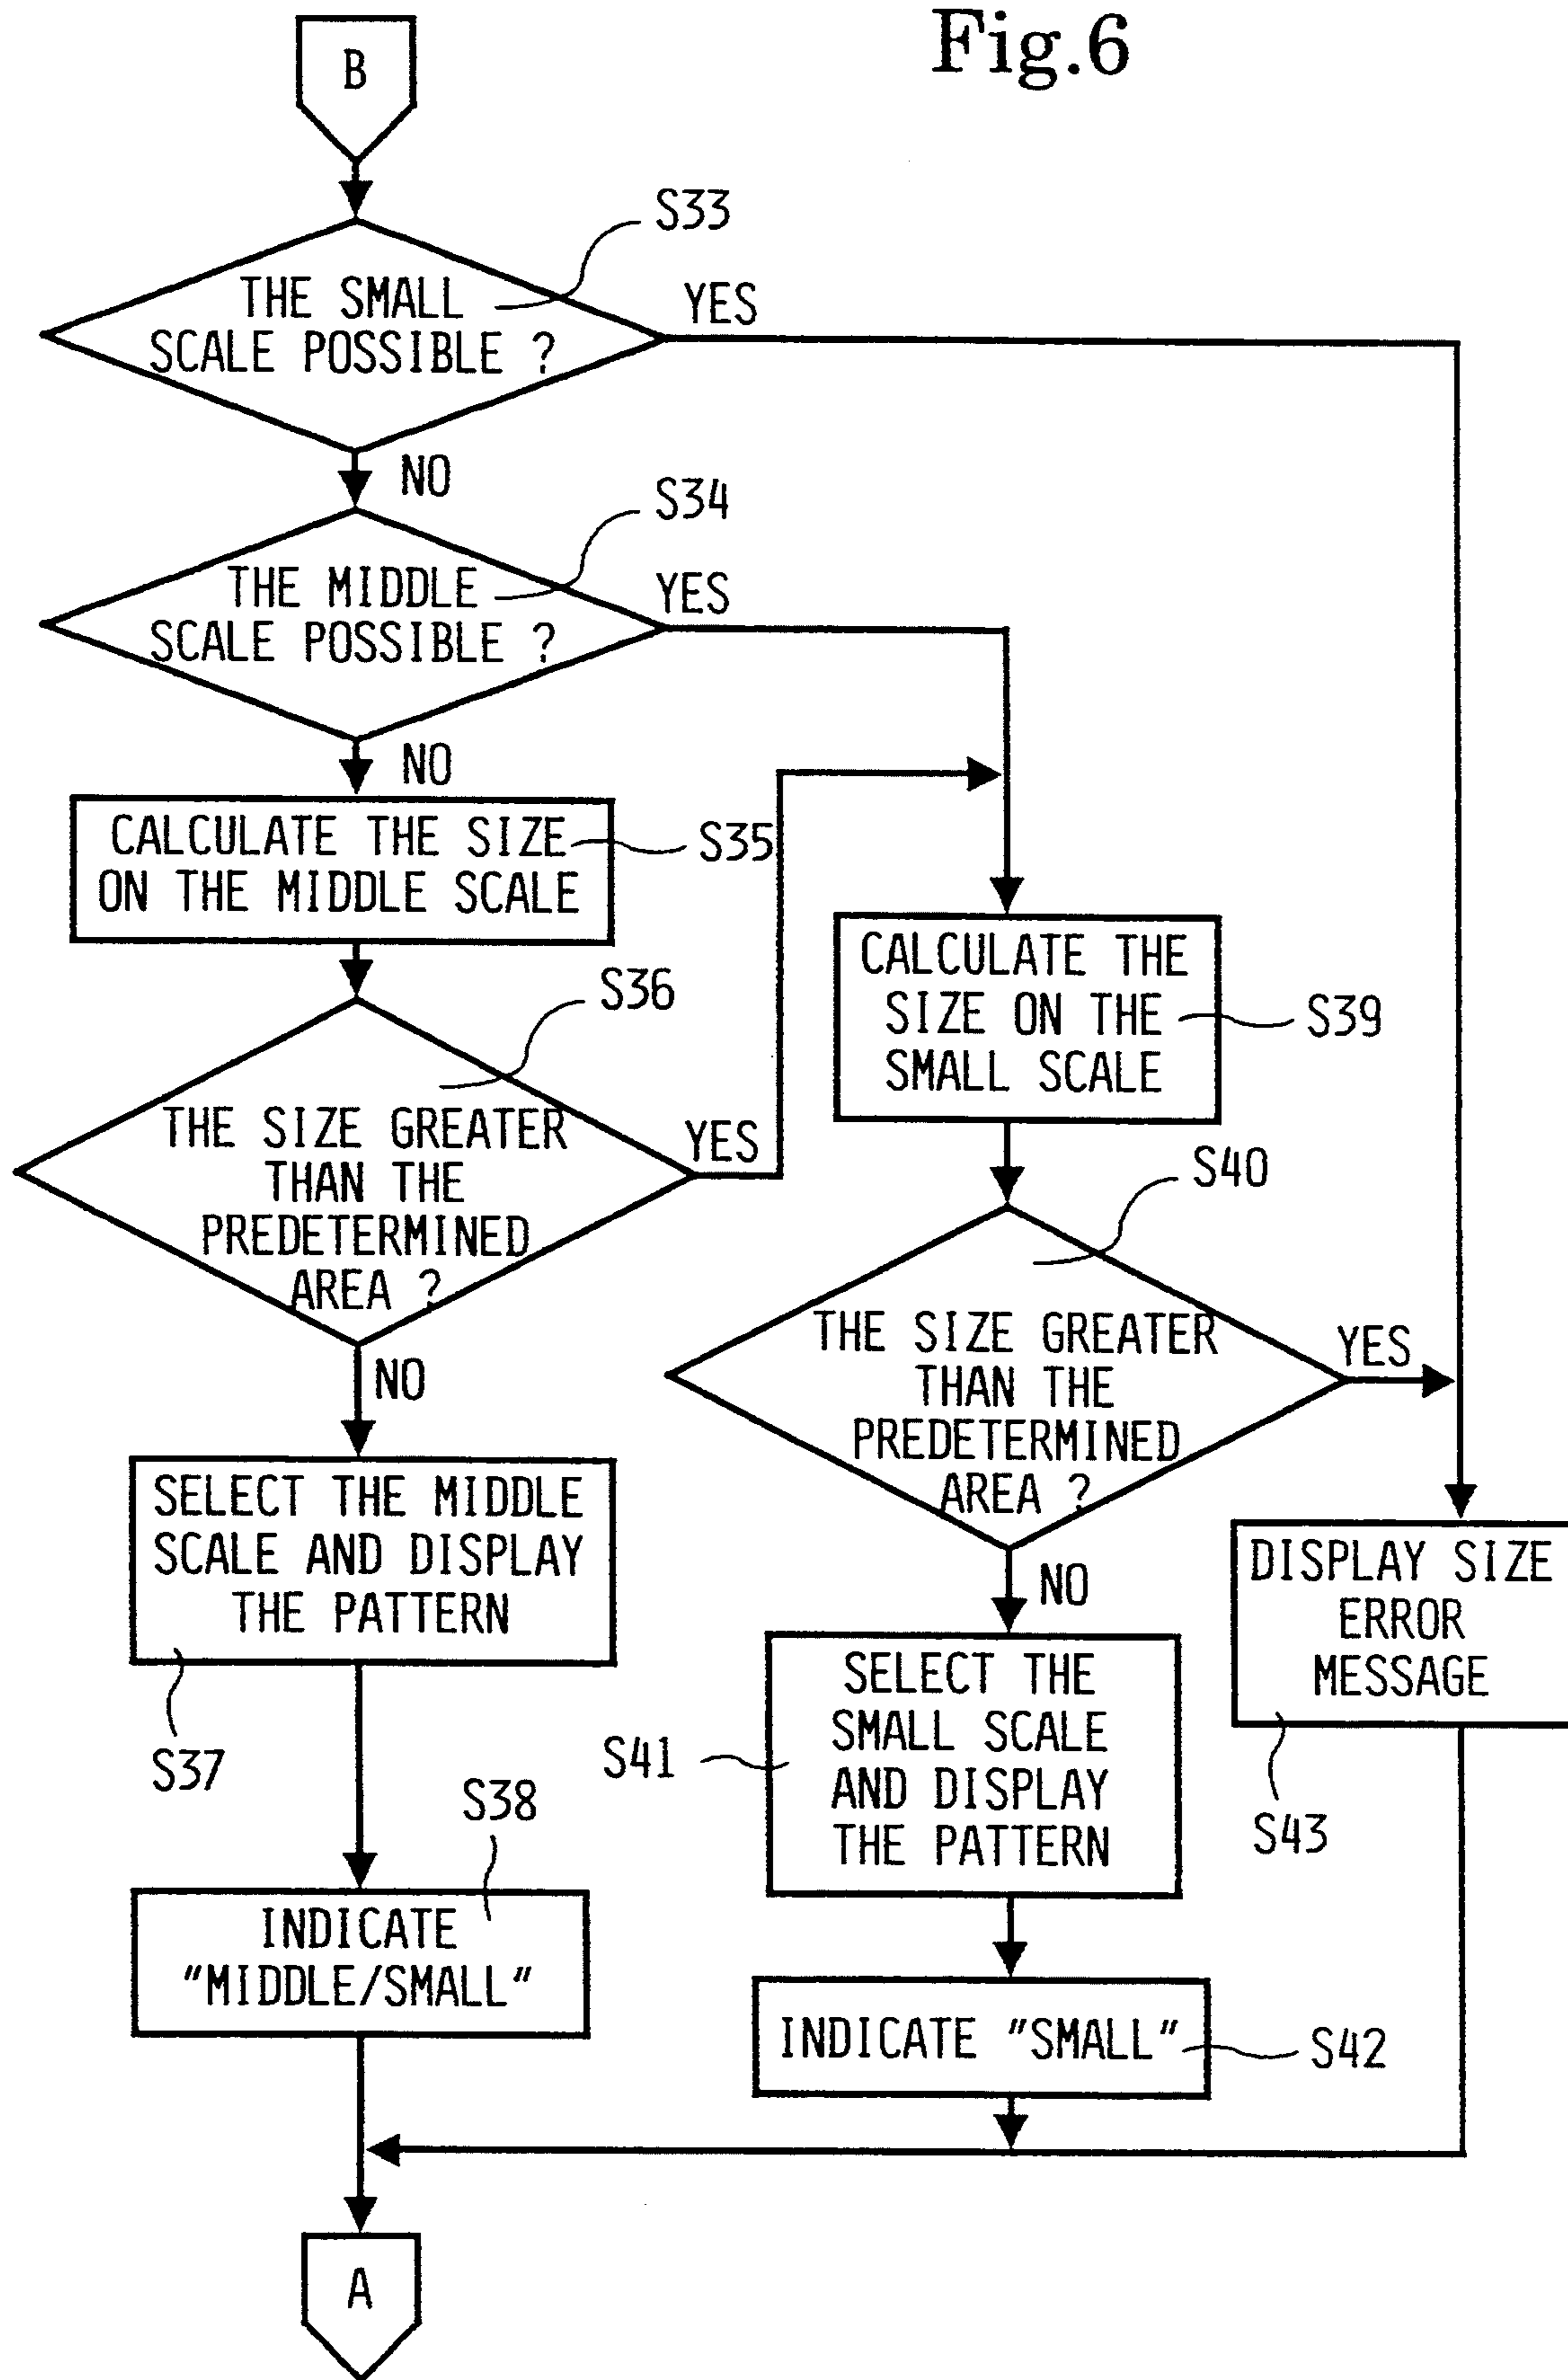 Fig.6
B
S33
THE SMALL
SCALE POSSIBLE ?
YES
NO
S34
THE MIDDLE
SCALE POSSIBLE ?
YES
NO
CALCULATE THE SIZE
ON THE MIDDLE SCALE
S35
S36
THE SIZE GREATER
THAN THE
PREDETERMINED
AREA ?
YES
NO
SELECT THE MIDDLE
SCALE AND DISPLAY
THE PATTERN
S37
S38
INDICATE
"MIDDLE/SMALL"
CALCULATE THE
SIZE ON THE
SMALL SCALE
S39
S40
THE SIZE GREATER
THAN THE
PREDETERMINED
AREA ?
YES
NO
SELECT THE
SMALL SCALE
AND DISPLAY
THE PATTERN
S41
INDICATE "SMALL"
S42
DISPLAY SIZE
ERROR
MESSAGE
S43
A